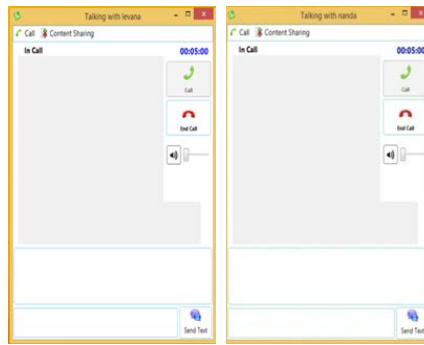 Talking with levana
Call Content Sharing
In Call 00:05:00
Call
End Call
Send Text
Talking with nanda
Call Content Sharing
In Call 00:05:00
Call
End Call
Send Text